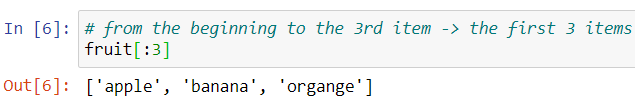 In [6]: # from the beginning to the 3rd item -> the first 3 items
fruit[:3]
Out[6]: ['apple', 'banana', 'organge']